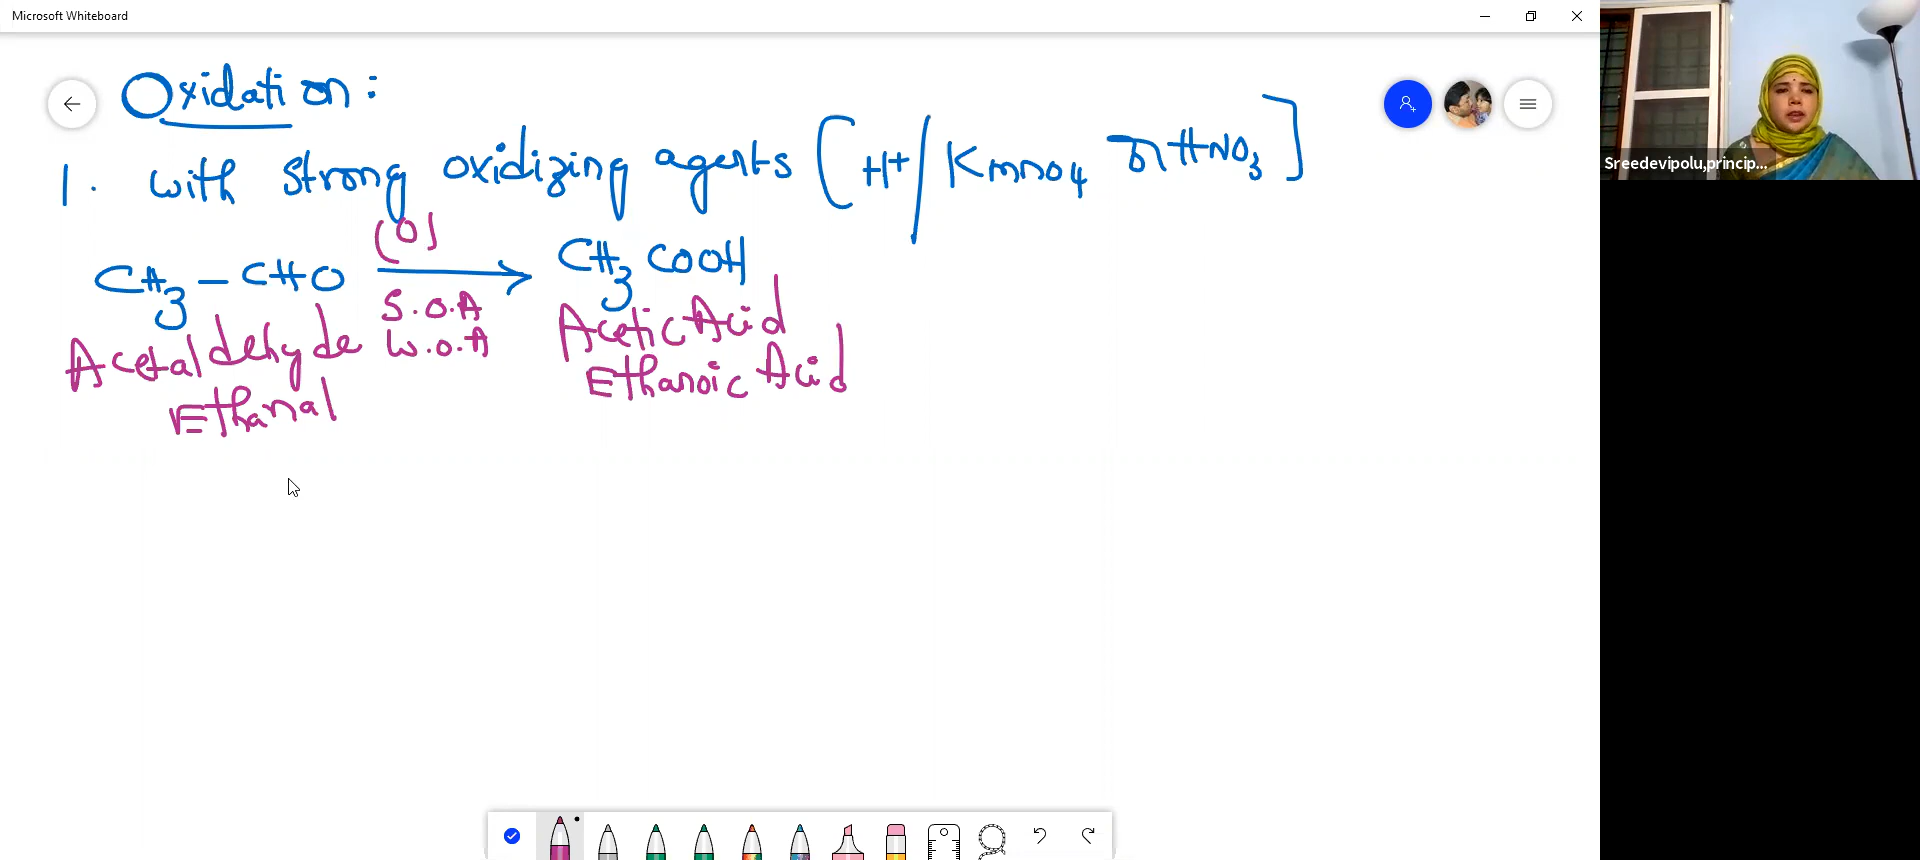 Microsoft Whiteboard
Oxidation:
1. with strong oxidizing agents [H+/Kmno4 or HNO3]
(O)
CH3 - CHO → CH3COOH
S.O.A
W.O.A
Acetaldehyde
Ethanal
Acetic Acid
Ethanoic Acid
Sreedevipolu,princip...